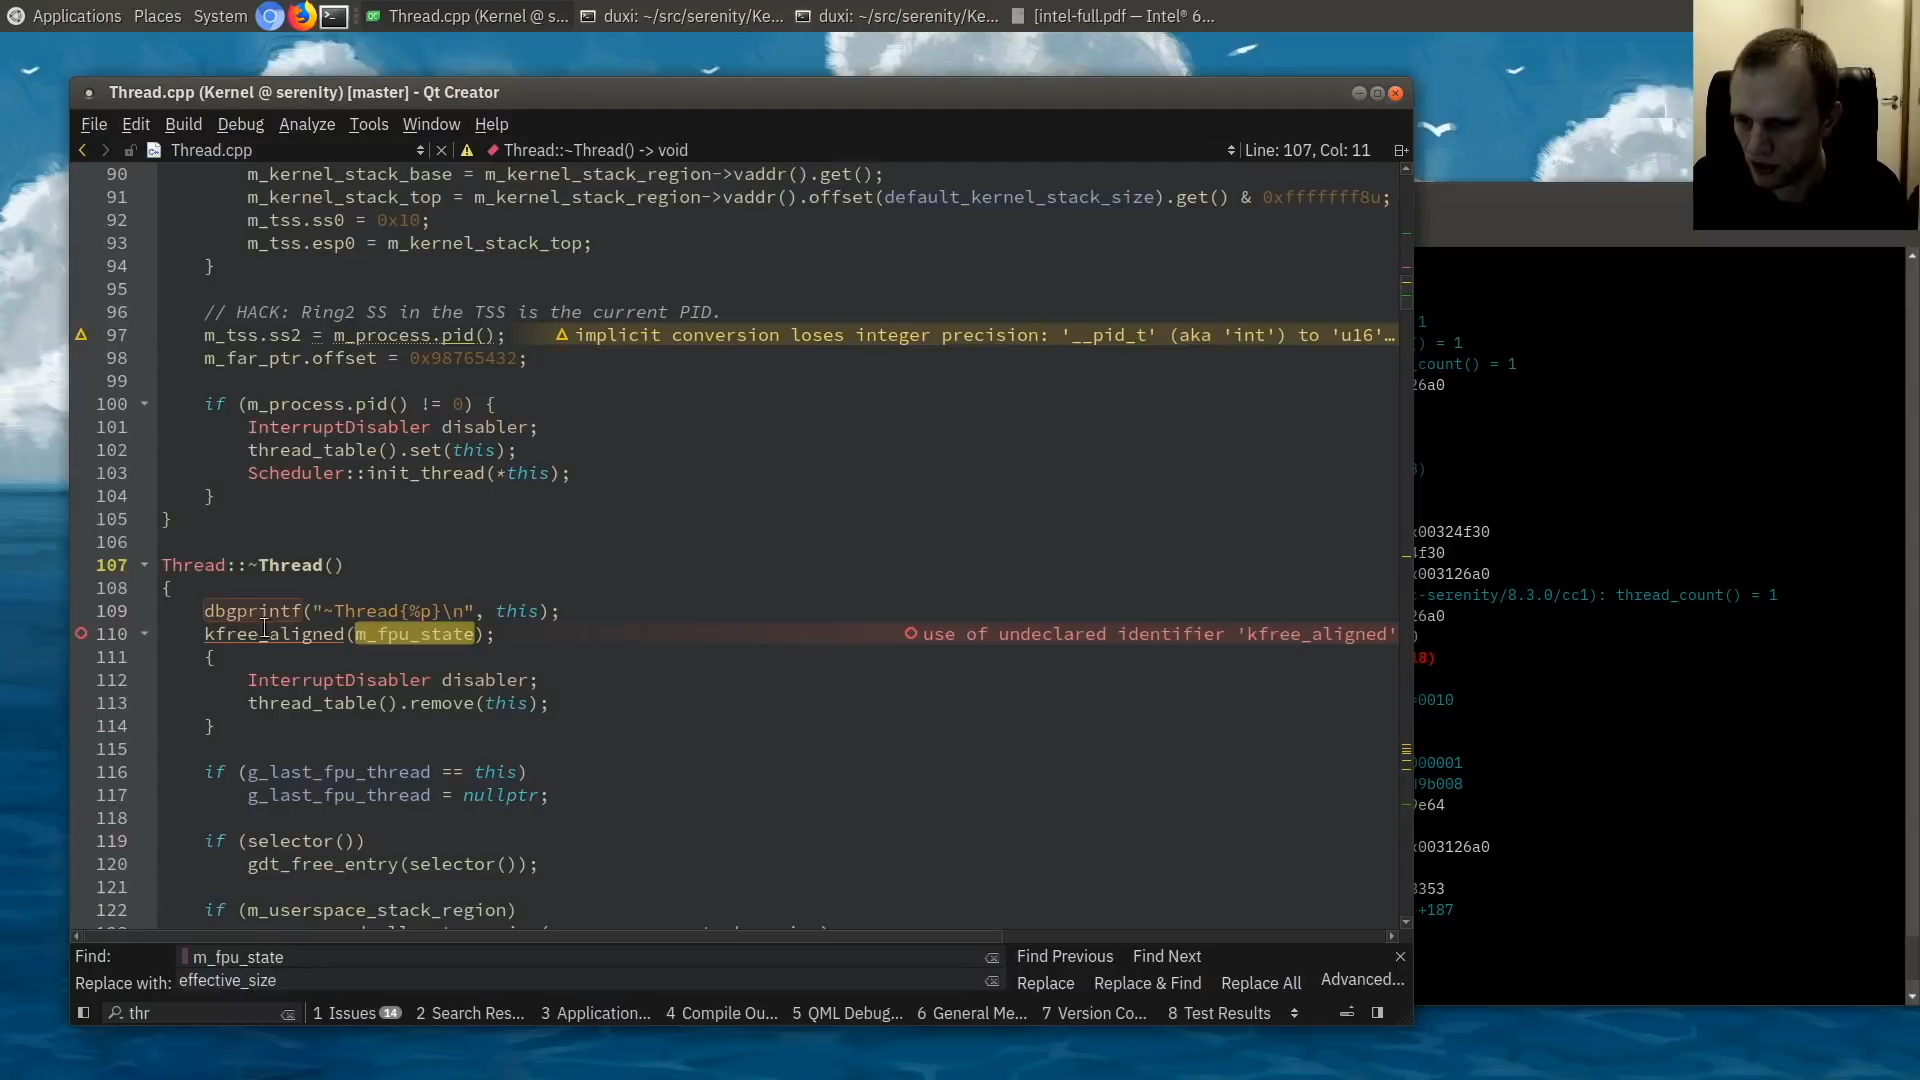 Applications Places System Thread.cpp (Kernel @ s... duxi: ~/src/serenity/Ke... duxi: ~/src/serenity/Ke... [intel-full.pdf — Intel® 6...
Thread.cpp (Kernel @ serenity) [master] - Qt Creator
File Edit Build Debug Analyze Tools Window Help
Thread.cpp Thread::~Thread() -> void Line: 107, Col: 11
90 m_kernel_stack_base = m_kernel_stack_region->vaddr().get();
91 m_kernel_stack_top = m_kernel_stack_region->vaddr().offset(default_kernel_stack_size).get() & 0xfffffff8u;
92 m_tss.ss0 = 0x10;
93 m_tss.esp0 = m_kernel_stack_top;
94 }
95
96 // HACK: Ring2 SS in the TSS is the current PID.
97 m_tss.ss2 = m_process.pid(); implicit conversion loses integer precision: '__pid_t' (aka 'int') to 'u16'...
98 m_far_ptr.offset = 0x98765432;
99
100 if (m_process.pid() != 0) {
101 InterruptDisabler disabler;
102 thread_table().set(this);
103 Scheduler::init_thread(*this);
104 }
105 }
106
107 Thread::~Thread()
108 {
109 dbgprintf("~Thread{%p}\n", this);
110 kfree_aligned(m_fpu_state); use of undeclared identifier 'kfree_aligned'
111 {
112 InterruptDisabler disabler;
113 thread_table().remove(this);
114 }
115
116 if (g_last_fpu_thread == this)
117 g_last_fpu_thread = nullptr;
118
119 if (selector())
120 gdt_free_entry(selector());
121
122 if (m_userspace_stack_region)
Find: m_fpu_state Find Previous Find Next
Replace with: effective_size Replace Replace & Find Replace All Advanced...
thr 1 Issues 14 2 Search Res... 3 Application... 4 Compile Ou... 5 QML Debug... 6 General Me... 7 Version Co... 8 Test Results
1
) = 1
_count() = 1
26a0
)
x00324f30
4f30
x003126a0
c-serenity/8.3.0/cc1): thread_count() = 1
26a0
18)
=0010
000001
d9b008
9e64
x003126a0
3353
+187